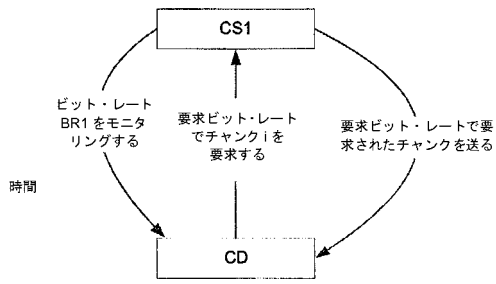 CS1
ビット・レート
BR1 をモニタ
リングする
要求ビット・レート
でチャンク i を
要求する
要求ビット・レートで要
求されたチャンクを送る
時間
CD